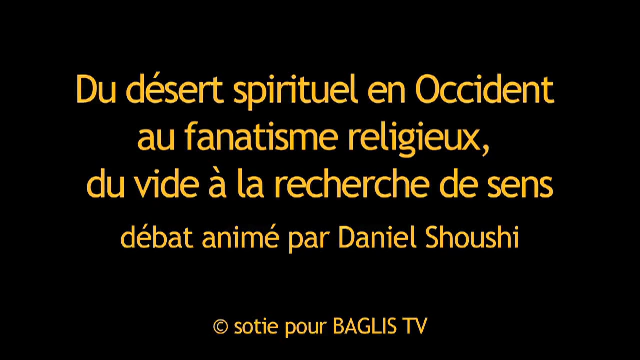 Du désert spirituel en Occident
au fanatisme religieux,
du vide à la recherche de sens
débat animé par Daniel Shoushi
© sotie pour BAGLIS TV